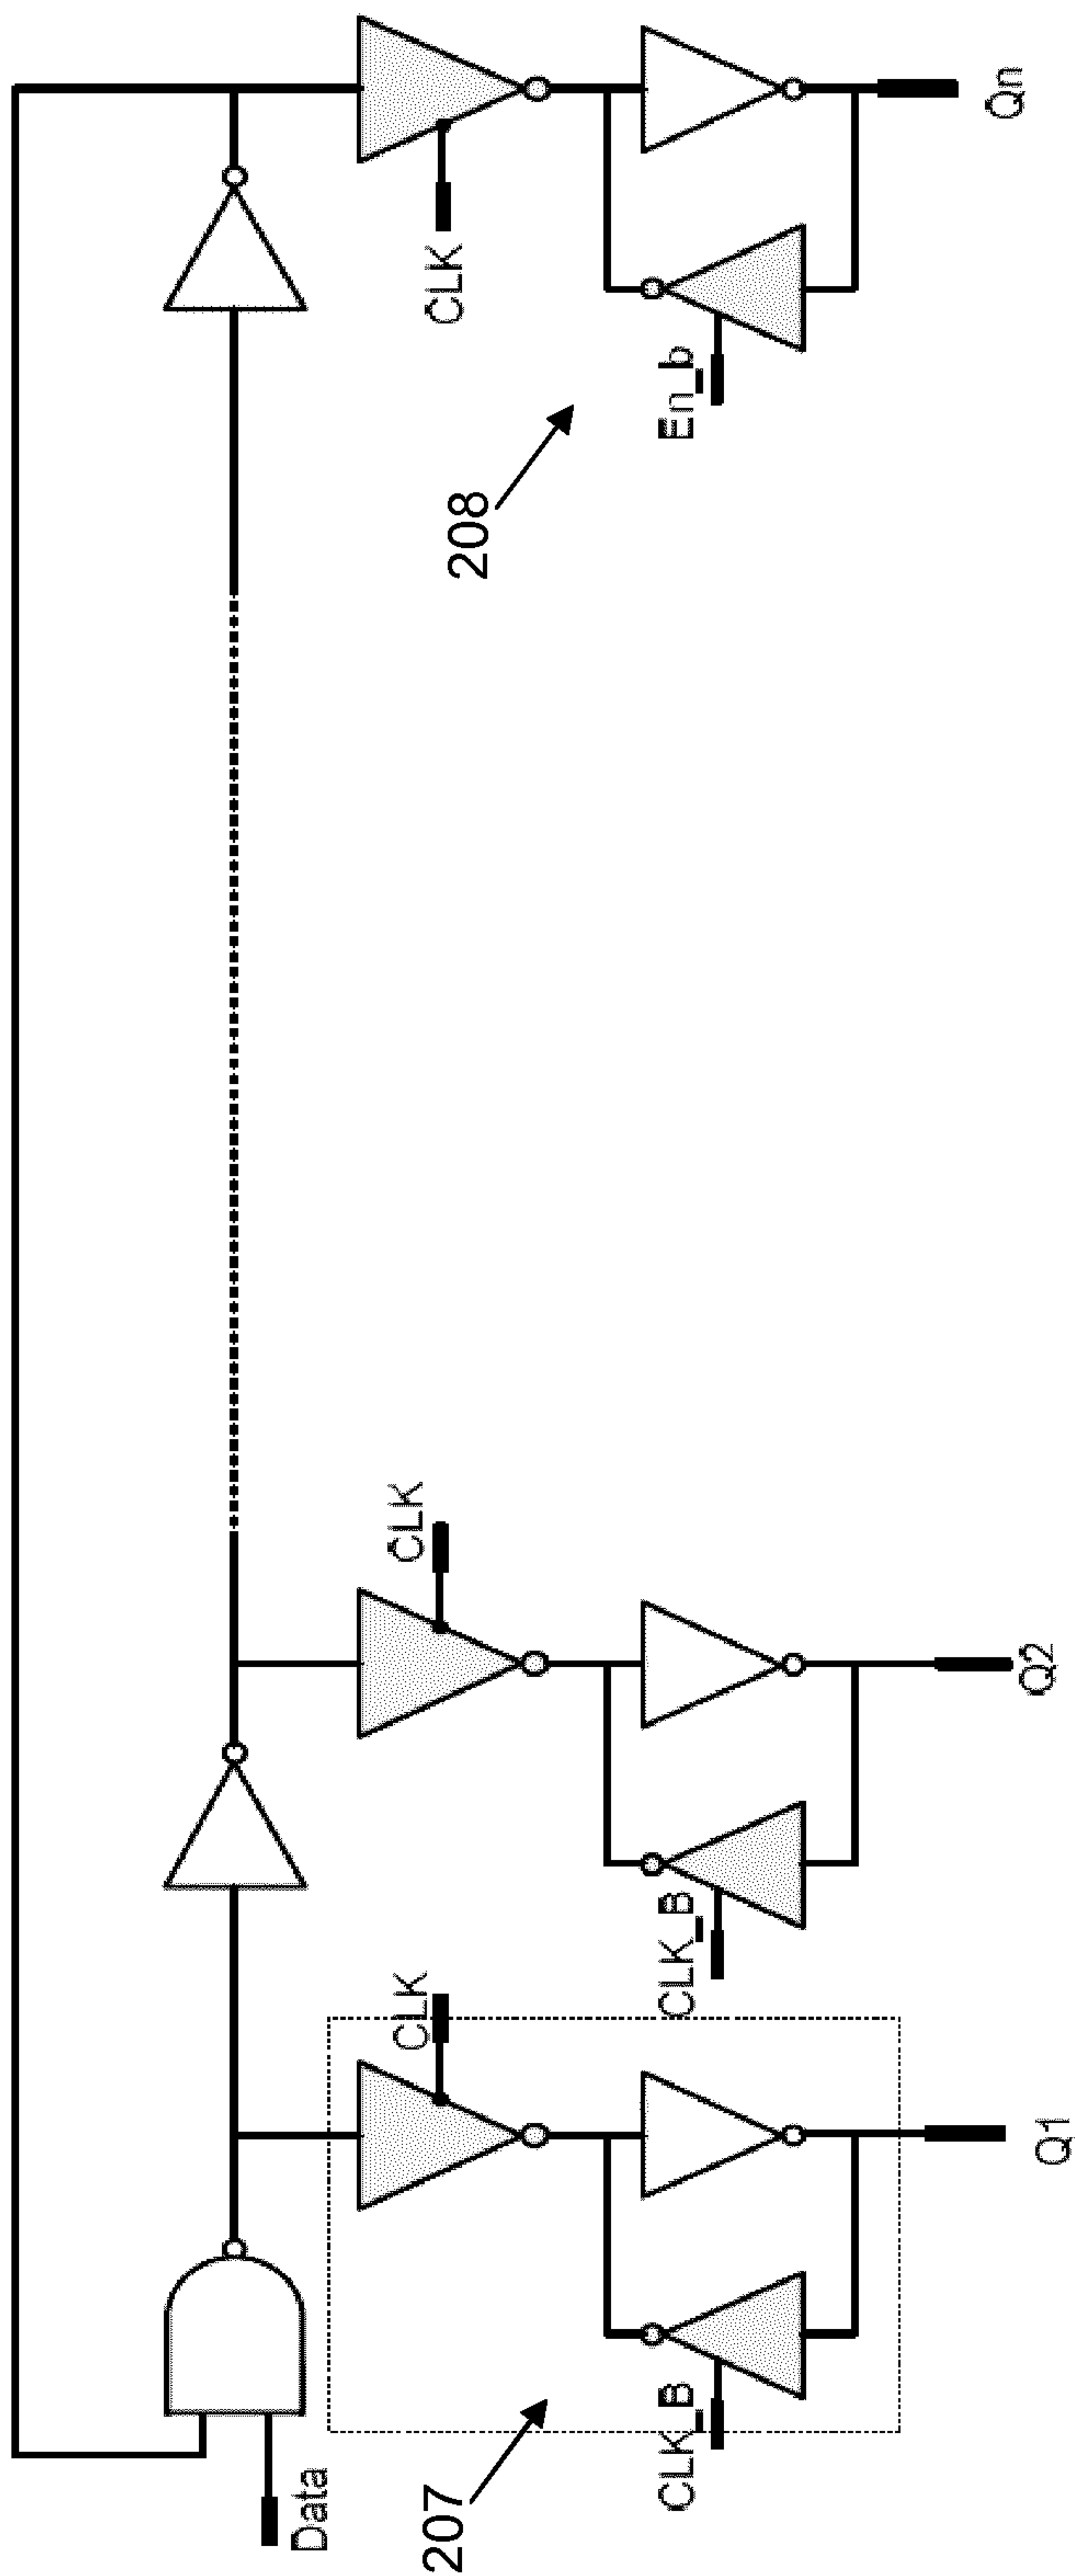 Data
207
CLK_B
CLK
Q1
CLK_B
CLK
Q2
208
En_b
CLK
Qn